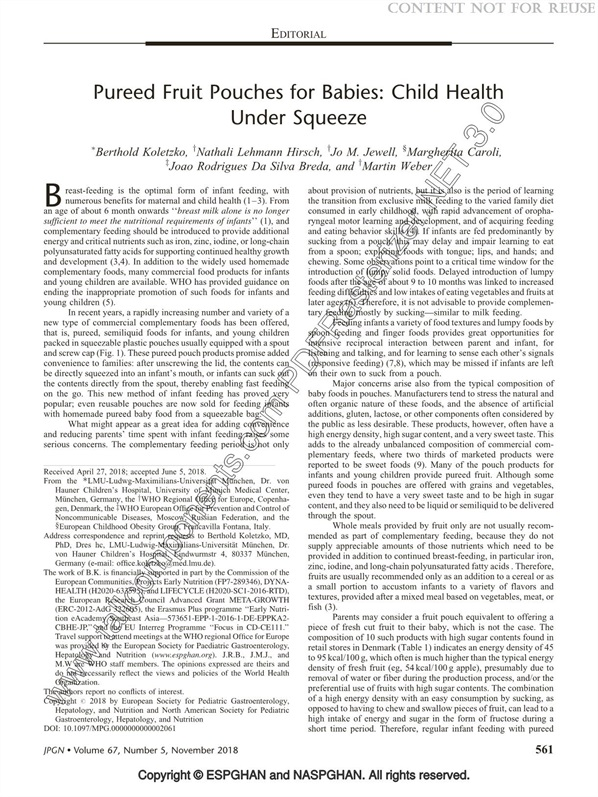 CONTENT NOT FOR REUSE
EDITORIAL
Pureed Fruit Pouches for Babies: Child Health
Under Squeeze
*Berthold Koletzko, †Nathali Lehmann Hirsch, †Jo M. Jewell, §Margherita Caroli,
‡Joao Rodrigues Da Silva Breda, and †Martin Weber
Breast-feeding is the optimal form of infant feeding, with
numerous benefits for maternal and child health (1–3). From
an age of about 6 month onwards ‘‘breast milk alone is no longer
sufficient to meet the nutritional requirements of infants’’ (1), and
complementary feeding should be introduced to provide additional
energy and critical nutrients such as iron, zinc, iodine, or long-chain
polyunsaturated fatty acids for supporting continued healthy growth
and development (3,4). In addition to the widely used homemade
complementary foods, many commercial food products for infants
and young children are available. WHO has provided guidance on
ending the inappropriate promotion of such foods for infants and
young children (5).
In recent years, a rapidly increasing number and variety of a
new type of commercial complementary foods has been offered,
that is, pureed, semiliquid foods for infants, and young children
packed in squeezable plastic pouches usually equipped with a spout
and screw cap (Fig. 1). These pureed pouch products promise added
convenience to families: after unscrewing the lid, the contents can
be directly squeezed into an infant’s mouth, or infants can suck out
the contents directly from the spout, thereby enabling fast feeding
on the go. This new method of infant feeding has proved very
popular; even reusable pouches are now sold for feeding infants
with homemade pureed baby food from a squeezable bag.
What might appear as a great idea for adding convenience
and reducing parents’ time spent with infant feeding raises some
serious concerns. The complementary feeding period is not only
Received April 27, 2018; accepted June 5, 2018.
From the *LMU-Ludwig-Maximilians-Universität München, Dr. von
Hauner Children’s Hospital, University of Munich Medical Center,
München, Germany, the †WHO Regional Office for Europe, Copenha-
gen, Denmark, the ‡WHO European Office for Prevention and Control of
Noncommunicable Diseases, Moscow, Russian Federation, and the
§European Childhood Obesity Group, Francavilla Fontana, Italy.
Address correspondence and reprint requests to Berthold Koletzko, MD,
PhD, Dres hc, LMU-Ludwig-Maximilians-Universität München, Dr.
von Hauner Children’s Hospital, Lindwurmstr 4, 80337 München,
Germany (e-mail: office.koletzko@med.lmu.de).
The work of B.K. is financially supported in part by the Commission of the
European Communities, Projects Early Nutrition (FP7-289346), DYNA-
HEALTH (H2020-633595) and LIFECYCLE (H2020-SC1-2016-RTD),
the European Research Council Advanced Grant META-GROWTH
(ERC-2012-AdG 322605), the Erasmus Plus programme ‘‘Early Nutri-
tion eAcademy Southeast Asia—573651-EPP-1-2016-1-DE-EPPKA2-
CBHE-JP,’’ and the EU Interreg Programme ‘‘Focus in CD-CE111.’’
Travel support to attend meetings at the WHO regional Office for Europe
was provided by the European Society for Paediatric Gastroenterology,
Hepatology and Nutrition (www.espghan.org). J.R.B., J.M.J., and
M.W are WHO staff members. The opinions expressed are theirs and
do not necessarily reflect the views and policies of the World Health
Organization.
The authors report no conflicts of interest.
Copyright © 2018 by European Society for Pediatric Gastroenterology,
Hepatology, and Nutrition and North American Society for Pediatric
Gastroenterology, Hepatology, and Nutrition
DOI: 10.1097/MPG.0000000000002061
about provision of nutrients, but it is also is the period of learning
the transition from exclusive milk feeding to the varied family diet
consumed in early childhood, with rapid advancement of oropha-
ryngeal motor learning and development, and of acquiring feeding
and eating behavior skills (4). If infants are fed predominantly by
sucking from a pouch, this may delay and impair learning to eat
from a spoon; exploring foods with tongue; lips, and hands; and
chewing. Some observations point to a critical time window for the
introduction of lumpy solid foods. Delayed introduction of lumpy
foods after the age of about 9 to 10 months was linked to increased
feeding difficulties and low intakes of eating vegetables and fruits at
later ages (6). Therefore, it is not advisable to provide complemen-
tary feeding mostly by sucking—similar to milk feeding.
Feeding infants a variety of food textures and lumpy foods by
spoon feeding and finger foods provides great opportunities for
intensive reciprocal interaction between parent and infant, for
listening and talking, and for learning to sense each other’s signals
(responsive feeding) (7,8), which may be missed if infants are left
on their own to suck from a pouch.
Major concerns arise also from the typical composition of
baby foods in pouches. Manufacturers tend to stress the natural and
often organic nature of these foods, and the absence of artificial
additions, gluten, lactose, or other components often considered by
the public as less desirable. These products, however, often have a
high energy density, high sugar content, and a very sweet taste. This
adds to the already unbalanced composition of commercial com-
plementary feeds, where two thirds of marketed products were
reported to be sweet foods (9). Many of the pouch products for
infants and young children provide pureed fruit. Although some
pureed foods in pouches are offered with grains and vegetables,
even they tend to have a very sweet taste and to be high in sugar
content, and they also need to be liquid or semiliquid to be delivered
through the spout.
Whole meals provided by fruit only are not usually recom-
mended as part of complementary feeding, because they do not
supply appreciable amounts of those nutrients which need to be
provided in addition to continued breast-feeding, in particular iron,
zinc, iodine, and long-chain polyunsaturated fatty acids . Therefore,
fruits are usually recommended only as an addition to a cereal or as
a small portion to accustom infants to a variety of flavors and
textures, provided after a mixed meal based on vegetables, meat, or
fish (3).
Parents may consider a fruit pouch equivalent to offering a
piece of fresh cut fruit to their baby, which is not the case. The
composition of 10 such products with high sugar contents found in
retail stores in Denmark (Table 1) indicates an energy density of 45
to 95 kcal/100 g, which often is much higher than the typical energy
density of fresh fruit (eg, 54 kcal/100 g apple), presumably due to
removal of water or fiber during the production process, and/or the
preferential use of fruits with high sugar contents. The combination
of a high energy density with an easy consumption by sucking, as
opposed to having to chew and swallow pieces of fruit, can lead to a
high intake of energy and sugar in the form of fructose during a
short time period. Therefore, regular infant feeding with pureed
JPGN • Volume 67, Number 5, November 2018
561
Copyright © ESPGHAN and NASPGHAN. All rights reserved.